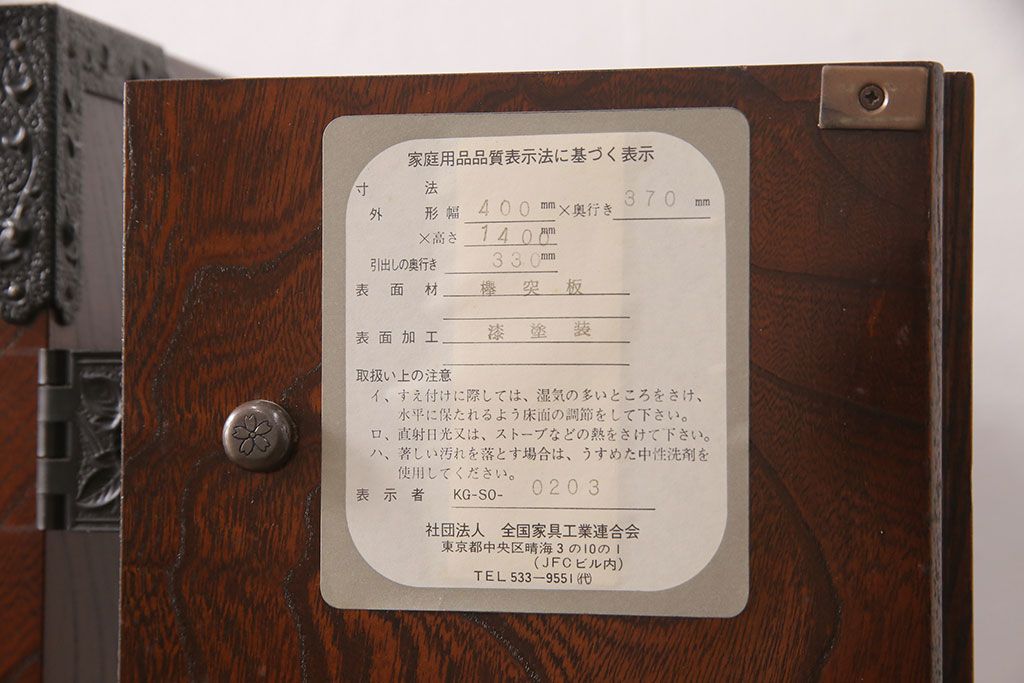 家庭用品品質表示法に基づく表示
寸法
外形幅 400mm ×奥行き 370 mm
×高さ 1400mm
引出しの奥行き 330mm
表面材 欅突板
表面加工 漆塗装
取扱い上の注意
イ、すえ付けに際しては、湿気の多いところをさけ、
水平に保たれるよう床面の調節をして下さい。
ロ、直射日光又は、ストーブなどの熱をさけて下さい。
ハ、著しい汚れを落とす場合は、うすめた中性洗剤を
使用してください。
表示者 KG-SO- 0203
社団法人 全国家具工業連合会
東京都中央区晴海3の10の1
(JFCビル内)
TEL 533-9551㈹